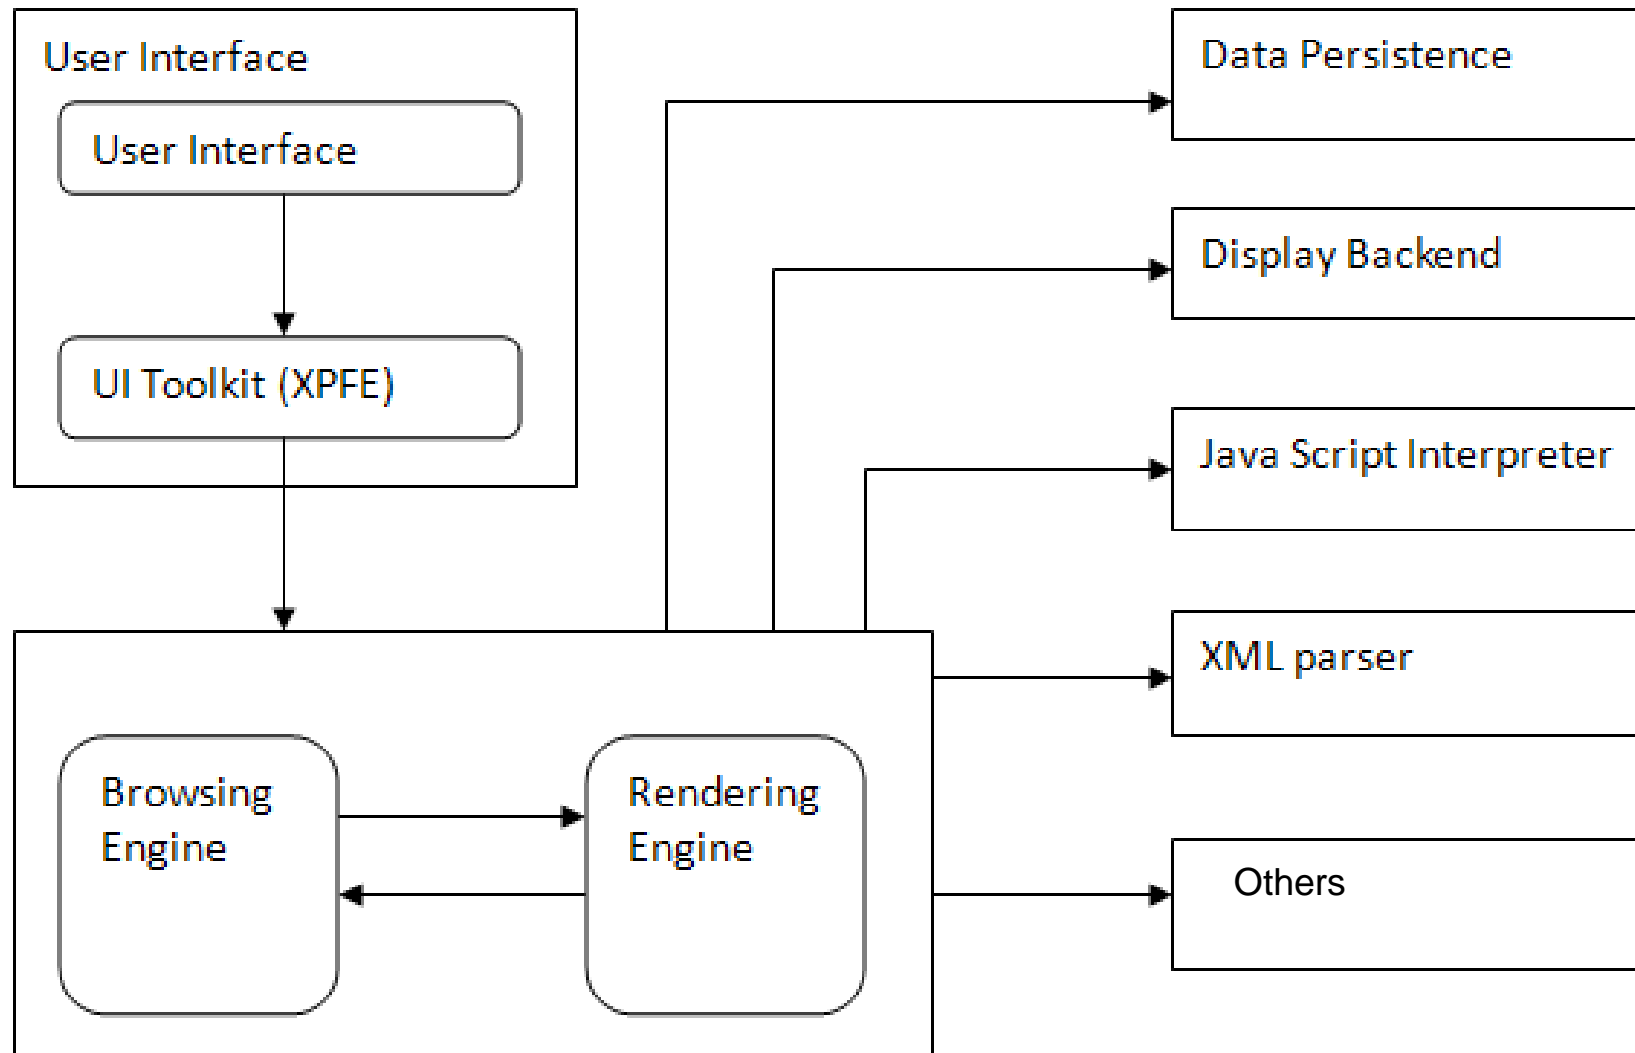 User Interface
User Interface
UI Toolkit (XPFE)
Browsing
Engine
Rendering
Engine
Data Persistence
Display Backend
Java Script Interpreter
XML parser
Others